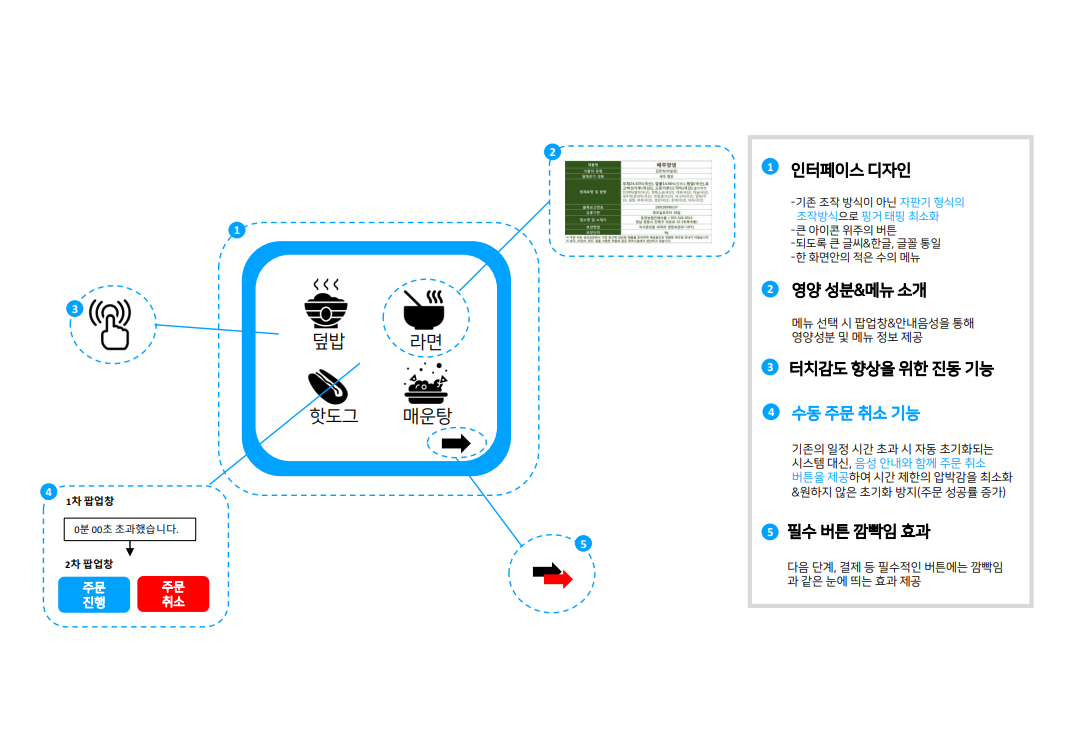 1
덮밥
라면
핫도그
매운탕
2
제품명
배추양념
3
4
1차 팝업창
0분 00초 초과했습니다.
2차 팝업창
주문
진행
주문
취소
5
1 인터페이스 디자인
-기존 조작 방식이 아닌 자판기 형식의
조작방식으로 핑거 태핑 최소화
-큰 아이콘 위주의 버튼
-되도록 큰 글씨&한글, 글꼴 통일
-한 화면안의 적은 수의 메뉴
2 영양 성분&메뉴 소개
메뉴 선택 시 팝업창&안내음성을 통해
영양성분 및 메뉴 정보 제공
3 터치감도 향상을 위한 진동 기능
4 수동 주문 취소 기능
기존의 일정 시간 초과 시 자동 초기화되는
시스템 대신, 음성 안내와 함께 주문 취소
버튼을 제공하여 시간 제한의 압박감을 최소화
&원하지 않은 초기화 방지(주문 성공률 증가)
5 필수 버튼 깜빡임 효과
다음 단계, 결제 등 필수적인 버튼에는 깜빡임
과 같은 눈에 띄는 효과 제공